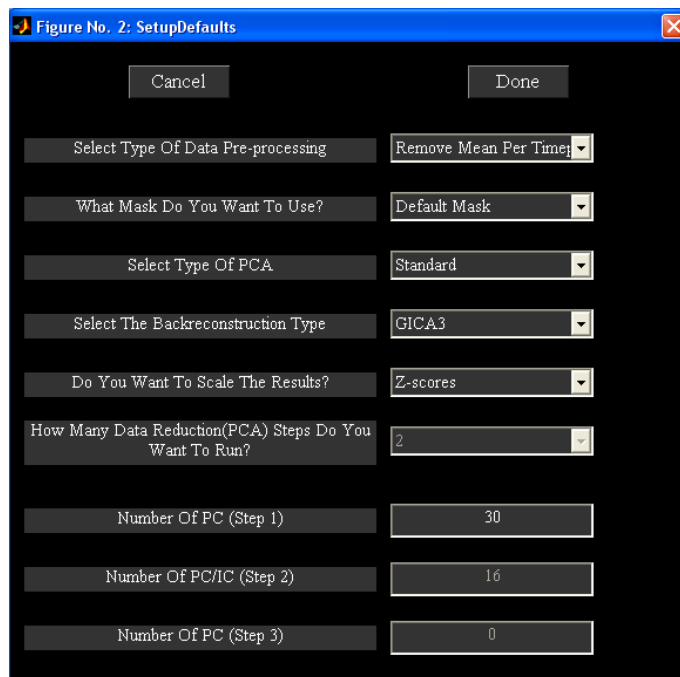 Figure No. 2: SetupDefaults
Cancel
Done
Select Type Of Data Pre-processing
Remove Mean Per
What Mask Do You Want To Use?
Default Mask
Select Type Of PCA
Standard
Select The Backreconstruction Type
GICA3
Do You Want To Scale The Results?
Z-scores
How Many Data Reduction(PCA) Steps Do You
Want To Run?
2
Number Of PC (Step 1)
30
Number Of PC/IC (Step 2)
16
Number Of PC (Step 3)
0